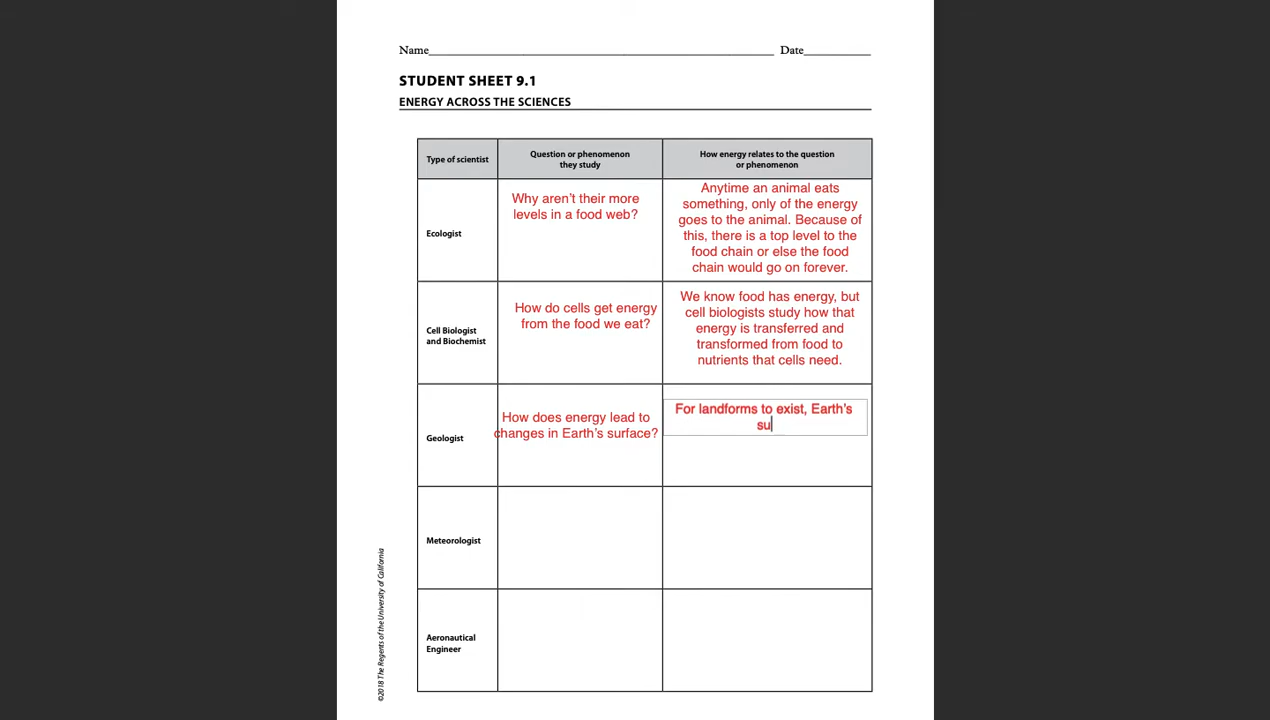 Name Date
STUDENT SHEET 9.1
ENERGY ACROSS THE SCIENCES
Type of scientist
Question or phenomenon
they study
How energy relates to the question
or phenomenon
Ecologist
Why aren't their more
levels in a food web?
Anytime an animal eats
something, only of the energy
goes to the animal. Because of
this, there is a top level to the
food chain or else the food
chain would go on forever.
Cell Biologist
and Biochemist
How do cells get energy
from the food we eat?
We know food has energy, but
cell biologists study how that
energy is transferred and
transformed from food to
nutrients that cells need.
Geologist
How does energy lead to
changes in Earth's surface?
For landforms to exist, Earth's
su
Meteorologist
Aeronautical
Engineer
©2018 The Regents of the University of California